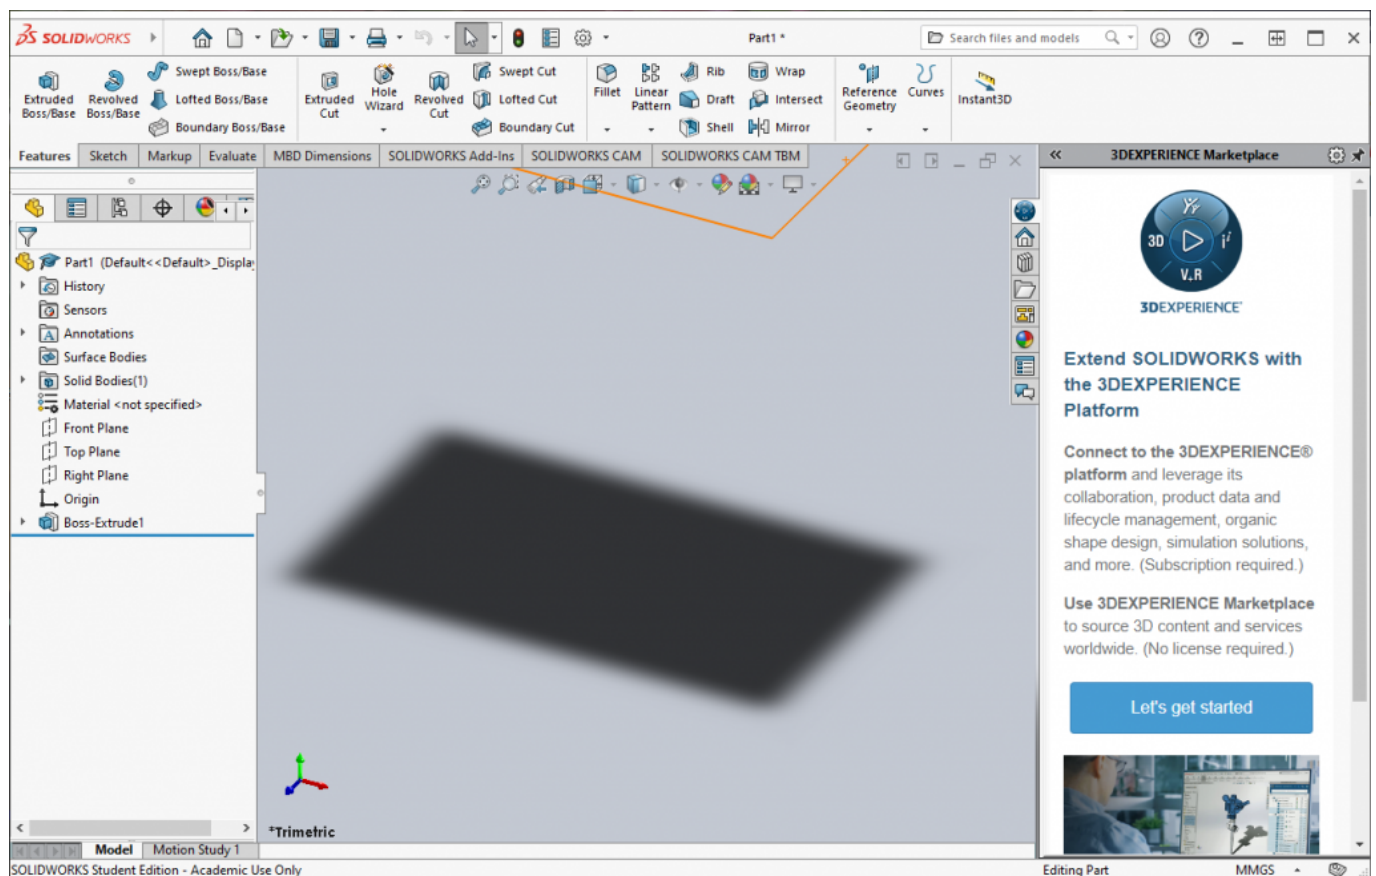 SOLIDWORKS
Part1 *
Search files and models
Extruded Boss/Base
Revolved Boss/Base
Swept Boss/Base
Lofted Boss/Base
Boundary Boss/Base
Extruded Cut
Hole Wizard
Revolved Cut
Swept Cut
Lofted Cut
Boundary Cut
Fillet
Linear Pattern
Rib
Draft
Shell
Wrap
Intersect
Mirror
Reference Geometry
Curves
Instant3D
Features
Sketch
Markup
Evaluate
MBD Dimensions
SOLIDWORKS Add-Ins
SOLIDWORKS CAM
SOLIDWORKS CAM TBM
Part1 (Default<<Default>_Display
History
Sensors
Annotations
Surface Bodies
Solid Bodies(1)
Material <not specified>
Front Plane
Top Plane
Right Plane
Origin
Boss-Extrude1
*Trimetric
3DEXPERIENCE Marketplace
3D
V+R
3DEXPERIENCE
Extend SOLIDWORKS with
the 3DEXPERIENCE
Platform
Connect to the 3DEXPERIENCE®
platform and leverage its
collaboration, product data and
lifecycle management, organic
shape design, simulation solutions,
and more. (Subscription required.)
Use 3DEXPERIENCE Marketplace
to source 3D content and services
worldwide. (No license required.)
Let's get started
Model
Motion Study 1
SOLIDWORKS Student Edition - Academic Use Only
Editing Part
MMGS